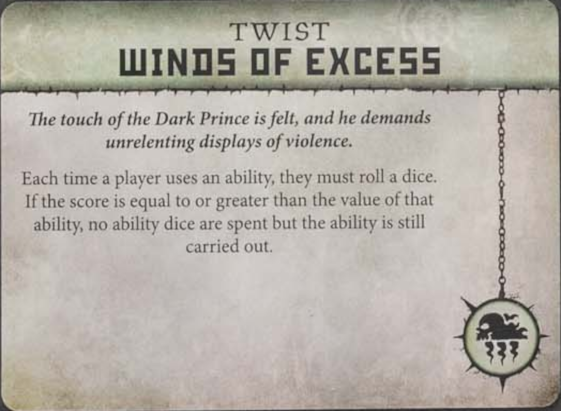 TWIST
WINDS OF EXCESS
The touch of the Dark Prince is felt, and he demands
unrelenting displays of violence.
Each time a player uses an ability, they must roll a dice.
If the score is equal to or greater than the value of that
ability, no ability dice are spent but the ability is still
carried out.